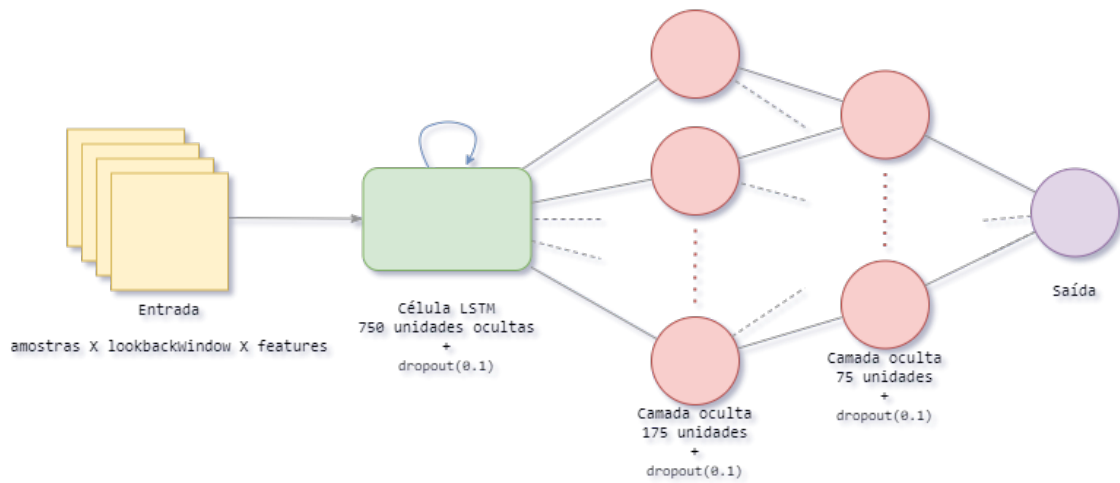 Entrada
amostras X lookbackWindow X features
Célula LSTM
750 unidades ocultas
+
dropout(0.1)
Camada oculta
175 unidades
+
dropout(0.1)
Camada oculta
75 unidades
+
dropout(0.1)
Saída